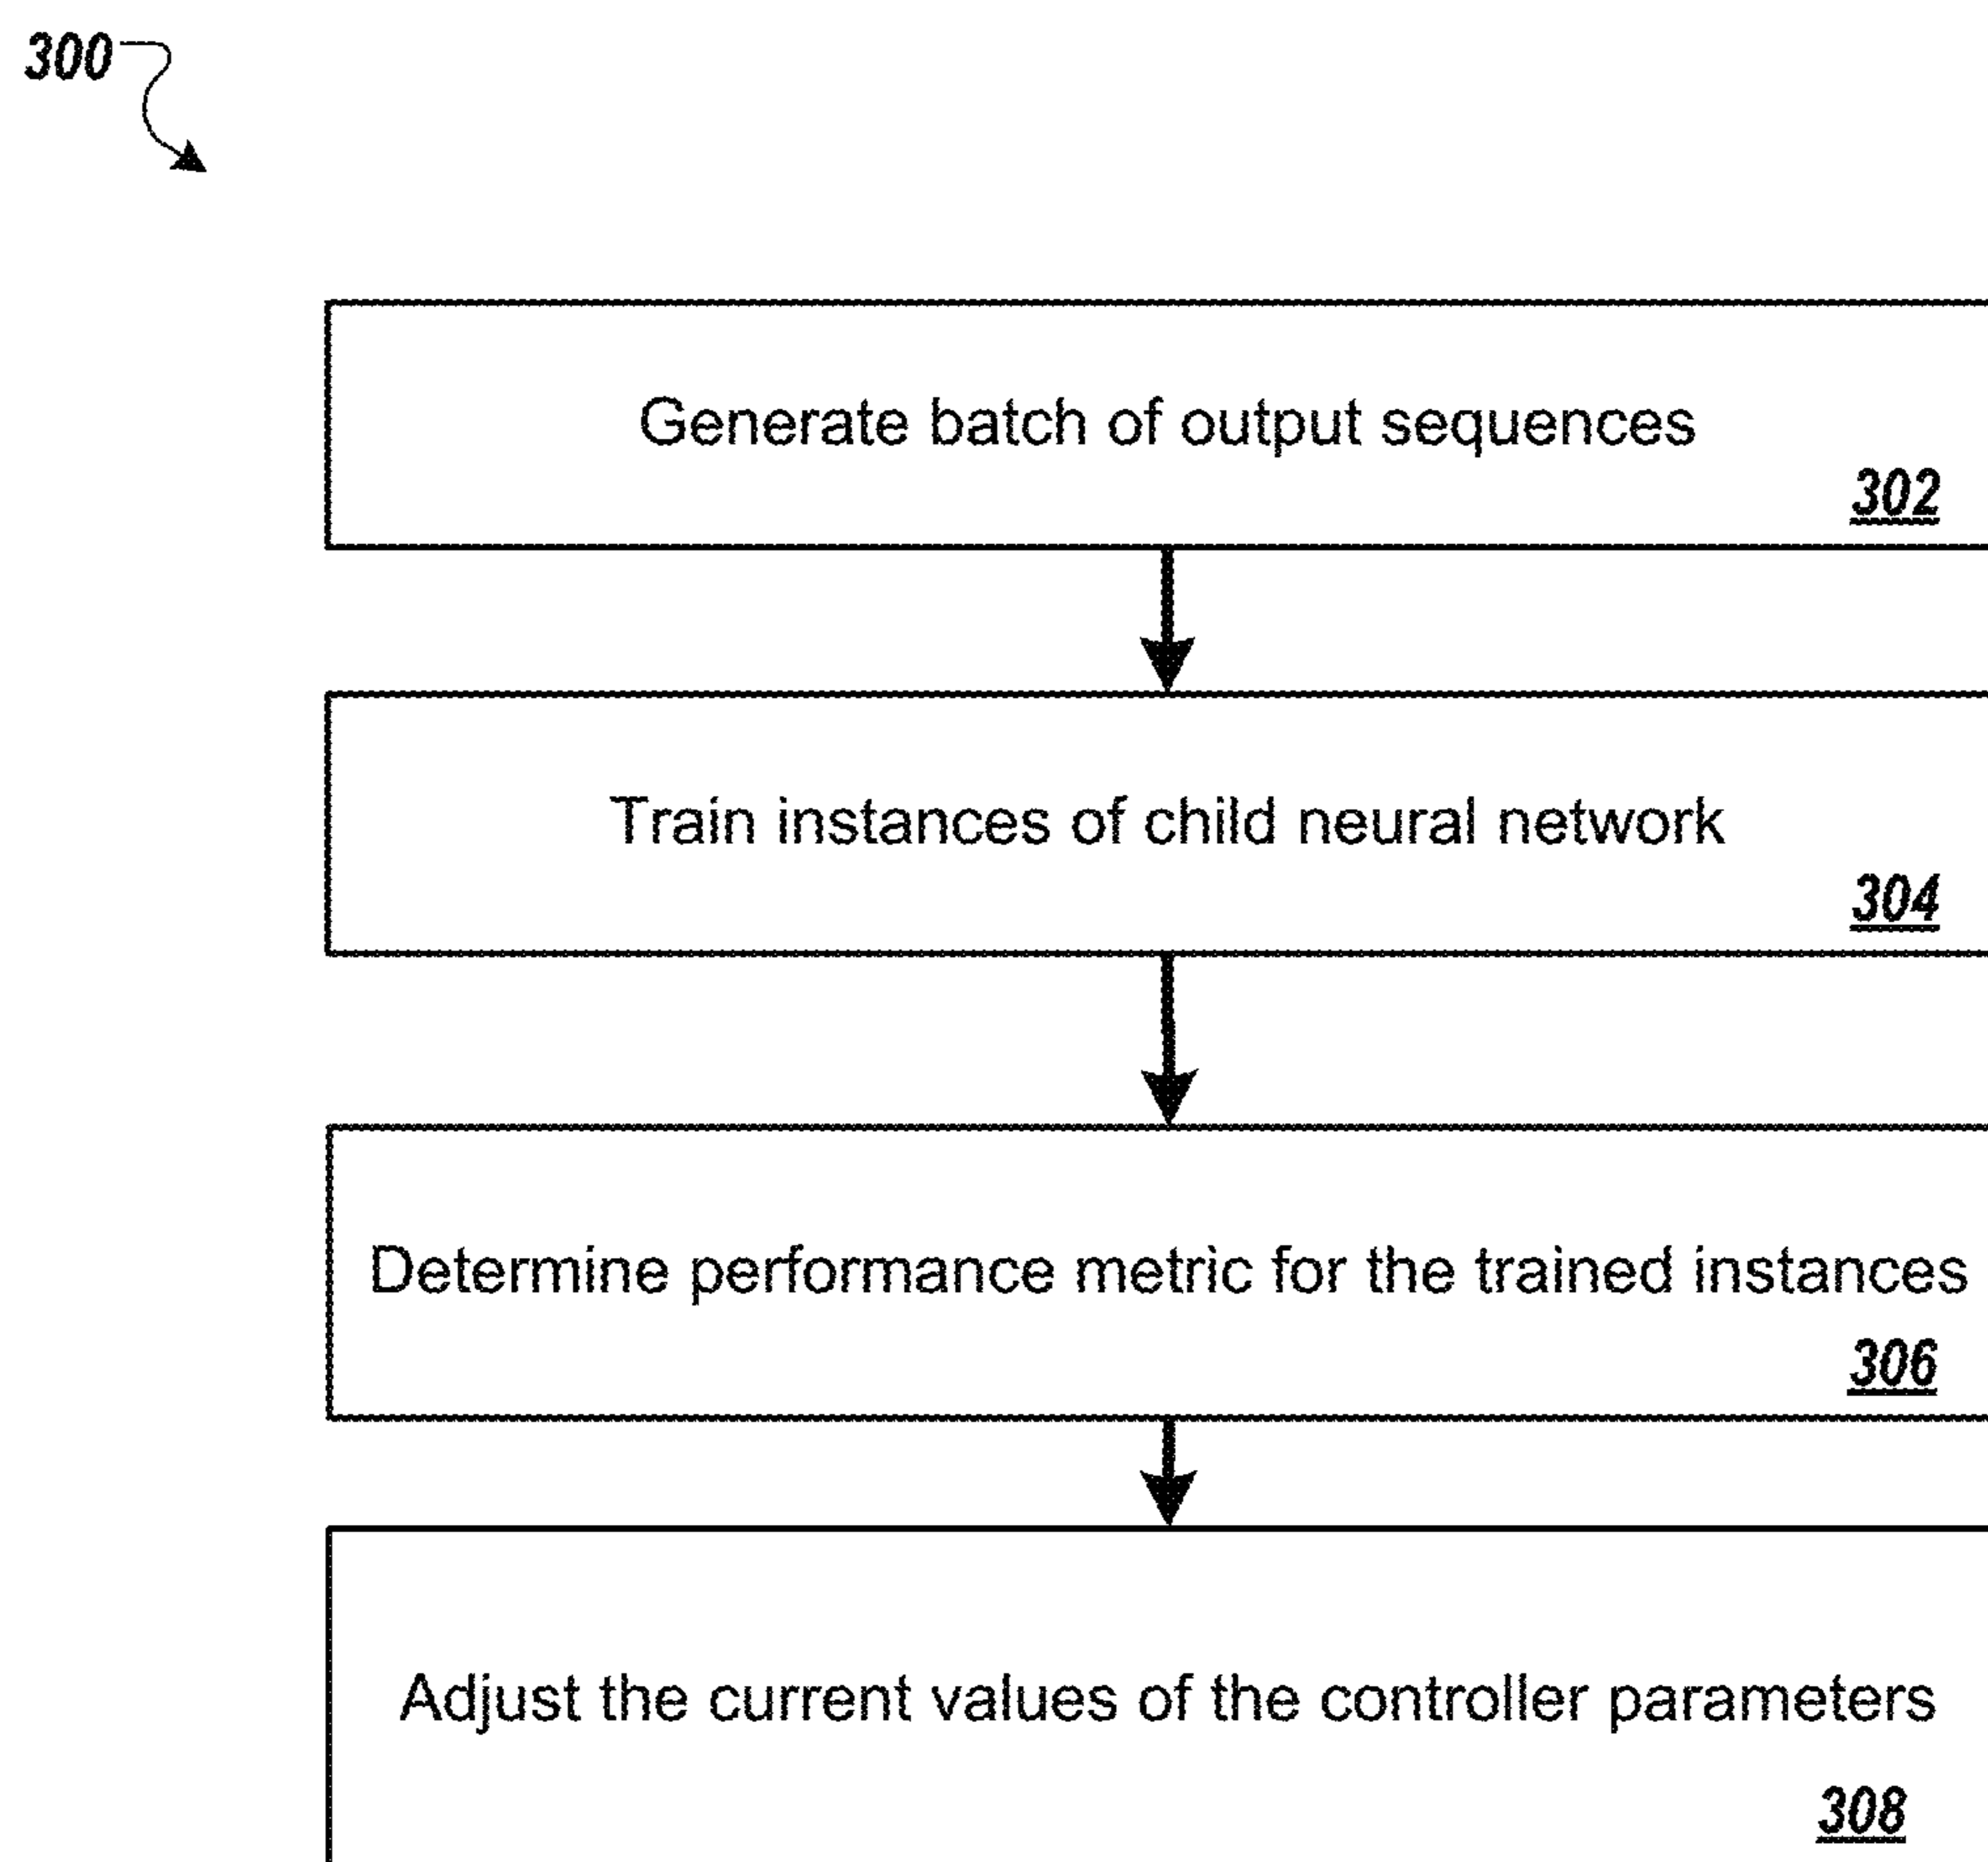 300
Generate batch of output sequences
302
Train instances of child neural network
304
Determine performance metric for the trained instances
306
Adjust the current values of the controller parameters
308